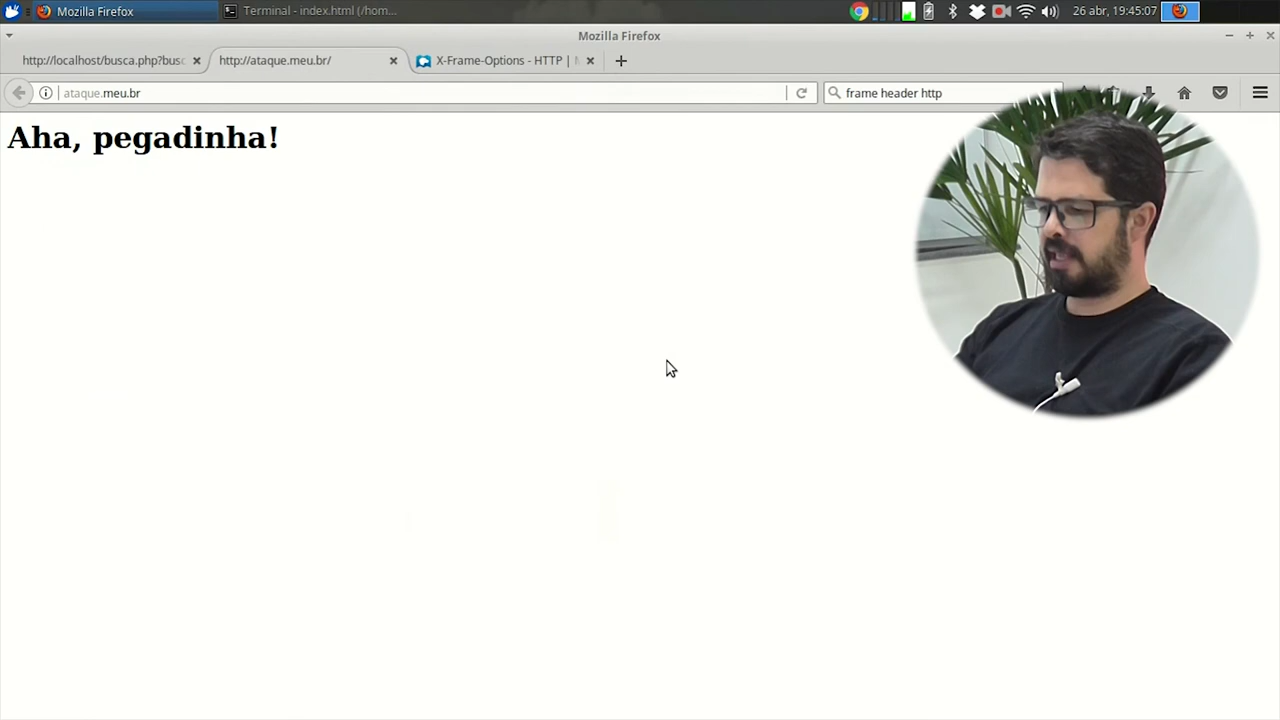 Mozilla Firefox
Terminal - index.html (/hom...
26 abr, 19:45:07
Mozilla Firefox
http://localhost/busca.php?busc
http://ataque.meu.br/
X-Frame-Options - HTTP |
ataque.meu.br
frame header http
Aha, pegadinha!